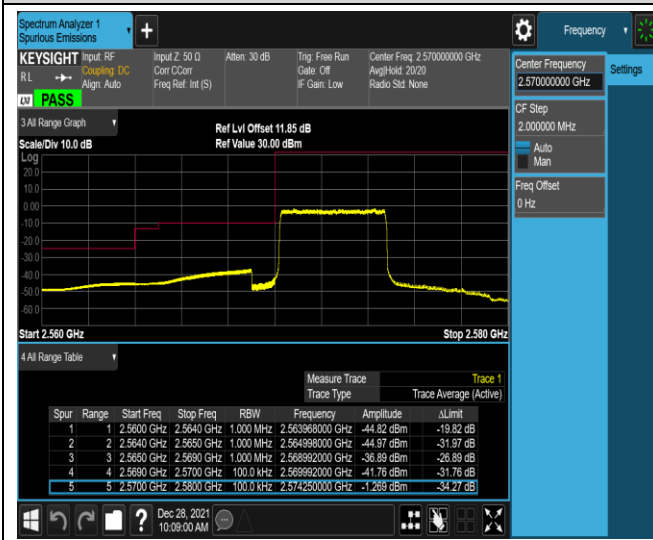 Spectrum Analyzer 1
Spurious Emissions
Frequency
KEYSIGHT
Input: RF
Coupling: DC
Align: Auto
Input Z: 50 Ω
Corr CCorr
Freq Ref: Int (S)
Atten: 30 dB
Trig: Free Run
Gate: Off
IF Gain: Low
Center Freq: 2.570000000 GHz
Avg|Hold: 20/20
Radio Std: None
R L
LXI PASS
Center Frequency
2.570000000 GHz
Settings
CF Step
2.000000 MHz
Auto
Man
Freq Offset
0 Hz
3 All Range Graph
Ref Lvl Offset 11.85 dB
Scale/Div 10.0 dB
Ref Value 30.00 dBm
Log
20.0
10.0
0.00
-10.0
-20.0
-30.0
-40.0
-50.0
-60.0
Start 2.560 GHz
Stop 2.580 GHz
4 All Range Table
Measure Trace Trace 1
Trace Type Trace Average (Active)
Spur Range Start Freq Stop Freq RBW Frequency Amplitude ΔLimit
1 1 2.5600 GHz 2.5640 GHz 1.000 MHz 2.563968000 GHz -44.82 dBm -19.82 dB
2 2 2.5640 GHz 2.5650 GHz 1.000 MHz 2.564998000 GHz -44.97 dBm -31.97 dB
3 3 2.5650 GHz 2.5690 GHz 1.000 MHz 2.568992000 GHz -36.89 dBm -26.89 dB
4 4 2.5690 GHz 2.5700 GHz 100.0 kHz 2.569992000 GHz -41.76 dBm -31.76 dB
5 5 2.5700 GHz 2.5800 GHz 100.0 kHz 2.574250000 GHz -1.269 dBm -34.27 dB
?
Dec 28, 2021
10:09:00 AM